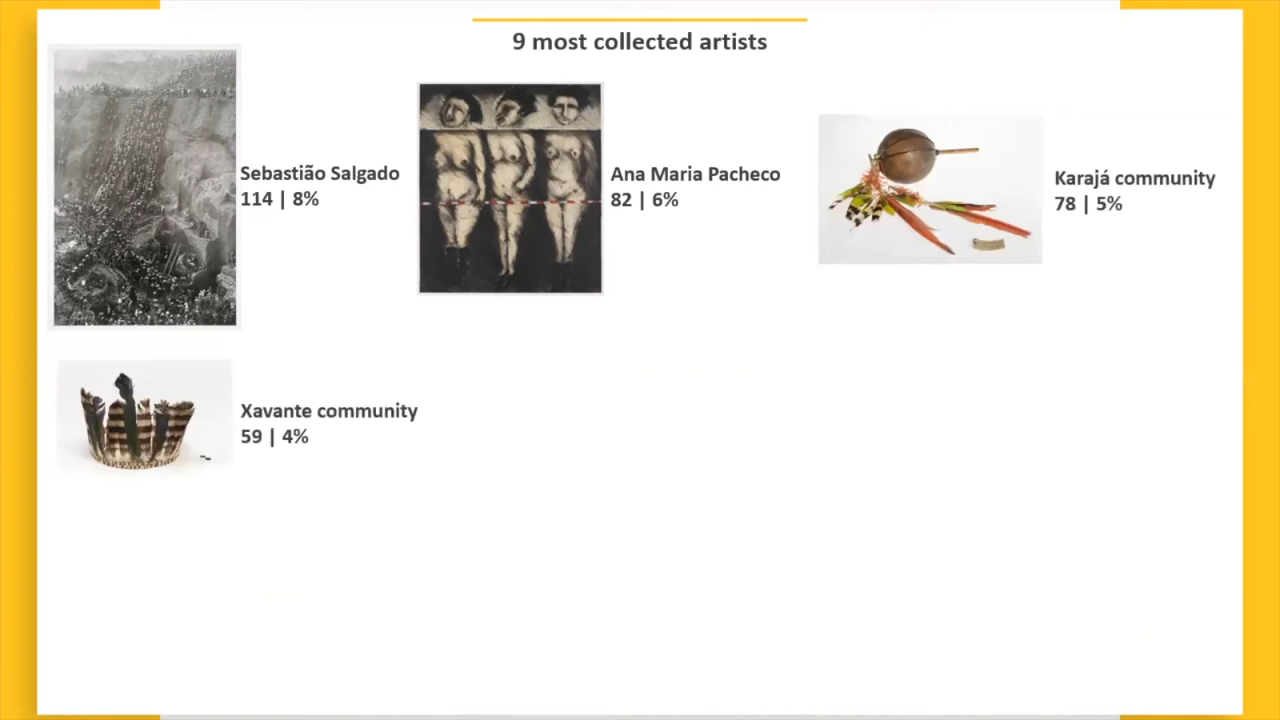 9 most collected artists
Sebastião Salgado
114 | 8%
Ana Maria Pacheco
82 | 6%
Karajá community
78 | 5%
Xavante community
59 | 4%